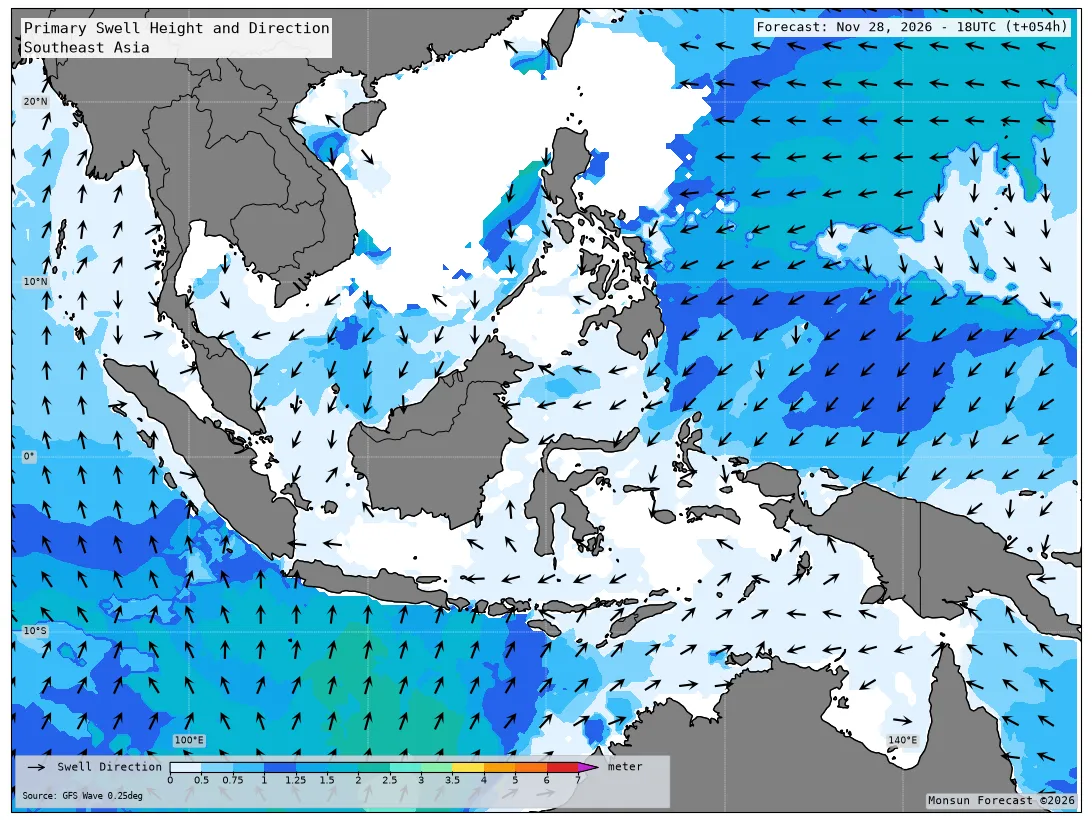 Primary Swell Height and Direction
Southeast Asia
Forecast: Nov 28, 2026 - 18UTC (t+054h)
20°N
10°N
0°
10°S
100°E
140°E
Swell Direction
0 0.5 0.75 1 1.25 1.5 2 2.5 3 3.5 4 5 6 7
meter
Source: GFS Wave 0.25deg
Monsun Forecast ©2026